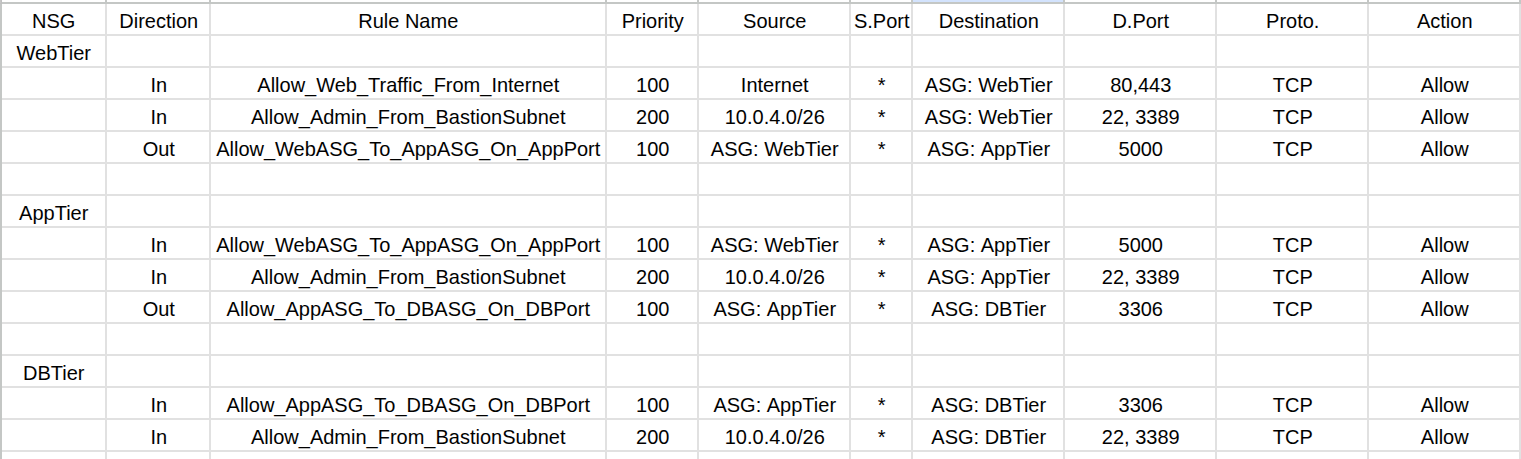 NSG Direction Rule Name Priority Source S.Port Destination D.Port Proto. Action
WebTier
In Allow_Web_Traffic_From_Internet 100 Internet * ASG: WebTier 80,443 TCP Allow
In Allow_Admin_From_BastionSubnet 200 10.0.4.0/26 * ASG: WebTier 22, 3389 TCP Allow
Out Allow_WebASG_To_AppASG_On_AppPort 100 ASG: WebTier * ASG: AppTier 5000 TCP Allow
AppTier
In Allow_WebASG_To_AppASG_On_AppPort 100 ASG: WebTier * ASG: AppTier 5000 TCP Allow
In Allow_Admin_From_BastionSubnet 200 10.0.4.0/26 * ASG: AppTier 22, 3389 TCP Allow
Out Allow_AppASG_To_DBASG_On_DBPort 100 ASG: AppTier * ASG: DBTier 3306 TCP Allow
DBTier
In Allow_AppASG_To_DBASG_On_DBPort 100 ASG: AppTier * ASG: DBTier 3306 TCP Allow
In Allow_Admin_From_BastionSubnet 200 10.0.4.0/26 * ASG: DBTier 22, 3389 TCP Allow